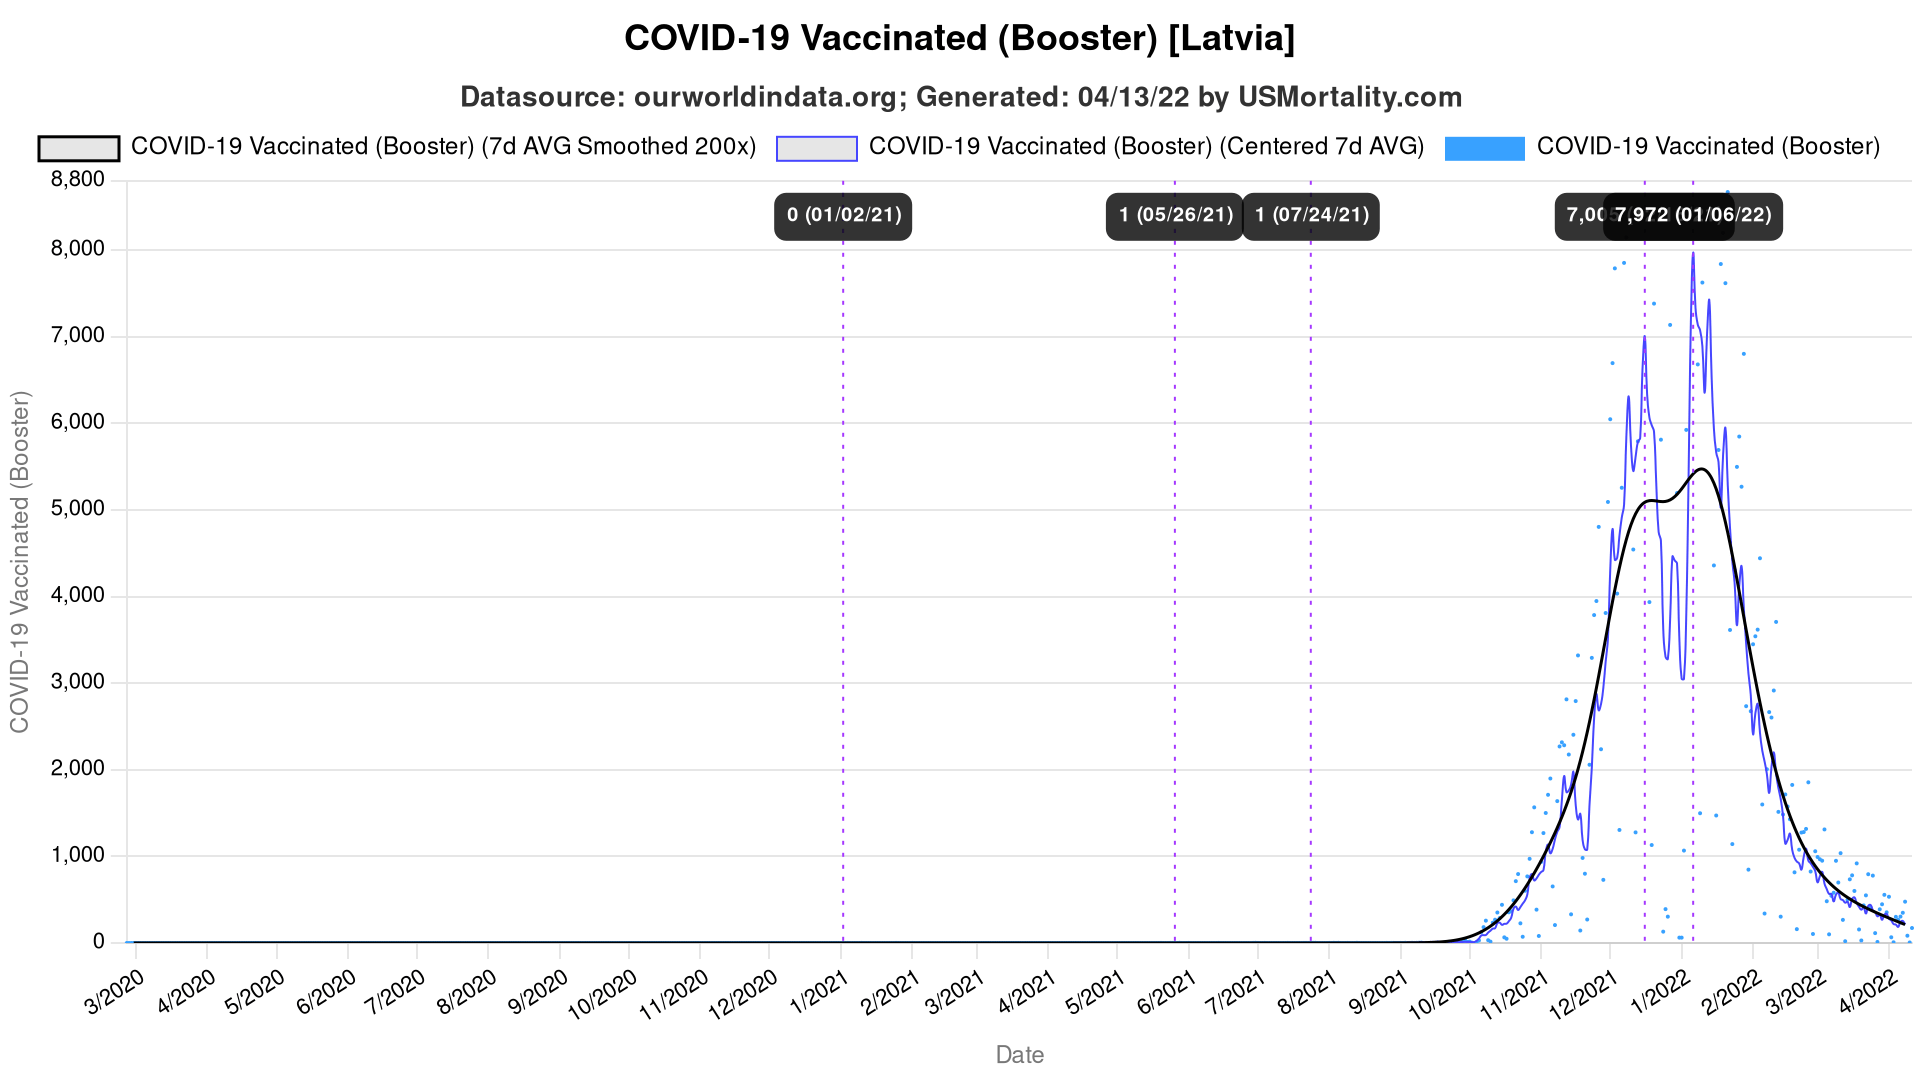 COVID-19 Vaccinated (Booster) [Latvia]
Datasource: ourworldindata.org; Generated: 04/13/22 by USMortality.com
COVID-19 Vaccinated (Booster) (7d AVG Smoothed 200x) COVID-19 Vaccinated (Booster) (Centered 7d AVG) COVID-19 Vaccinated (Booster)
8,800
0 (01/02/21) 1 (05/26/21) 1 (07/24/21) 7,972 (01/06/22)
8,000
7,000
6,000
5,000
4,000
3,000
2,000
1,000
0
COVID-19 Vaccinated (Booster)
3/2020 4/2020 5/2020 6/2020 7/2020 8/2020 9/2020 10/2020 11/2020 12/2020 1/2021 2/2021 3/2021 4/2021 5/2021 6/2021 7/2021 8/2021 9/2021 10/2021 11/2021 12/2021 1/2022 2/2022 3/2022 4/2022
Date